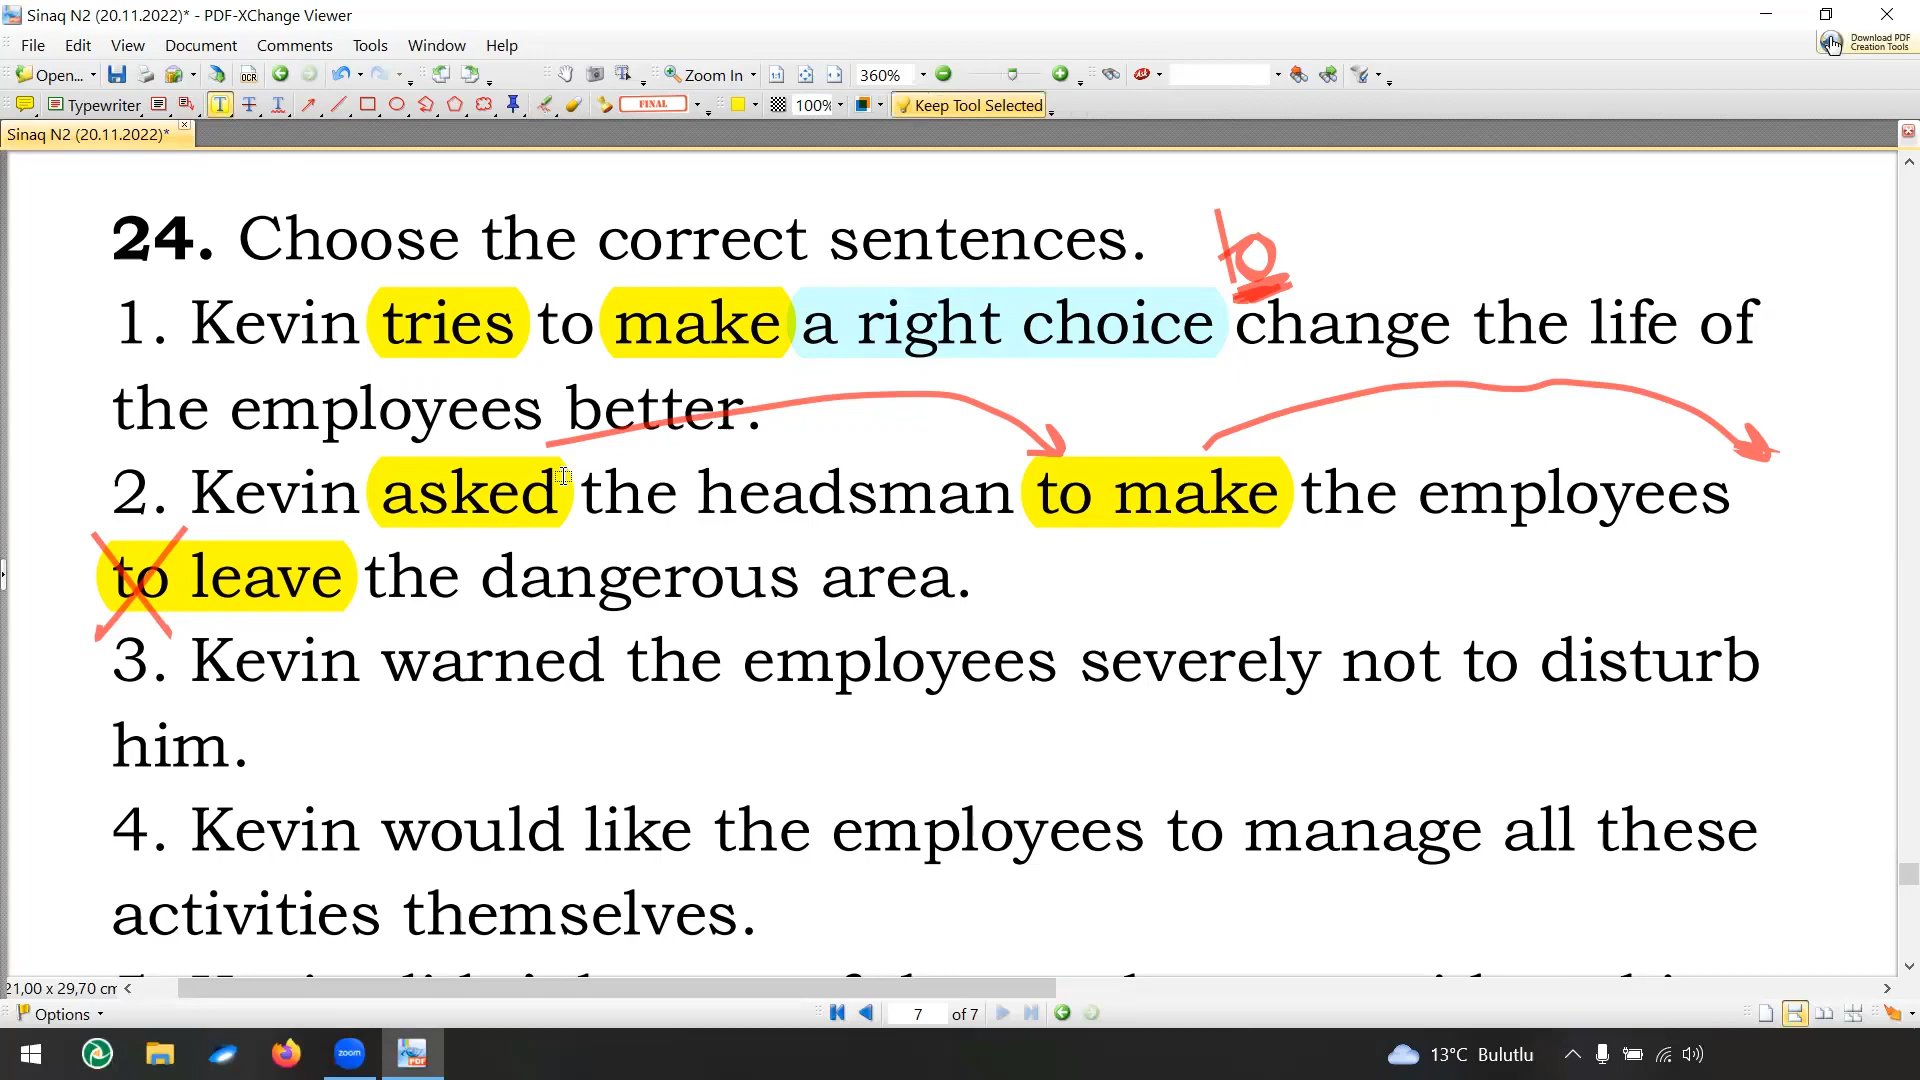 Sinaq N2 (20.11.2022)* - PDF-XChange Viewer
File Edit View Document Comments Tools Window Help
Download PDF
Creation Tools
Open... OCR Zoom In 1:1 360%
Typewriter FINAL 100% Keep Tool Selected
Sinaq N2 (20.11.2022)*
24. Choose the correct sentences. to
1. Kevin tries to make a right choice change the life of
the employees better.
2. Kevin asked the headsman to make the employees
to leave the dangerous area.
3. Kevin warned the employees severely not to disturb
him.
4. Kevin would like the employees to manage all these
activities themselves.
21,00 x 29,70 cm
Options 7 of 7
zoom PDF 13°C Bulutlu